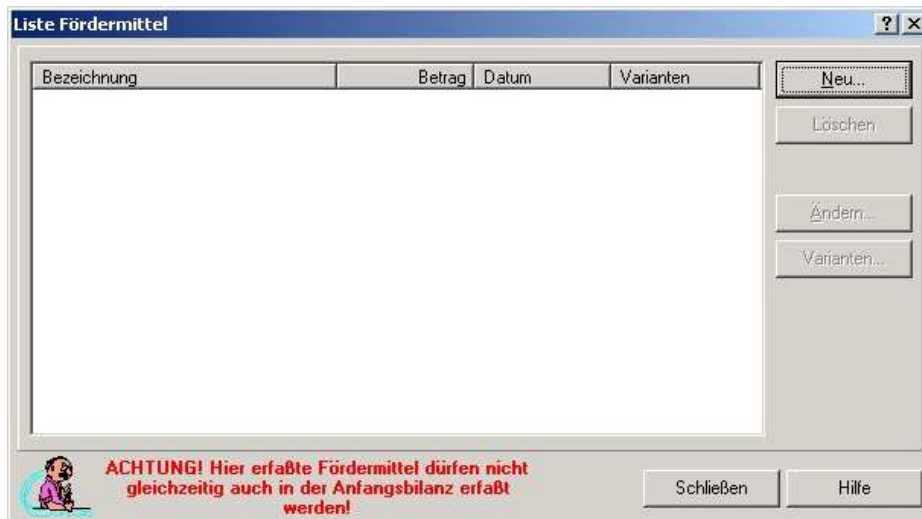 Liste Fördermittel
Bezeichnung Betrag Datum Varianten
Neu...
Löschen
Ändern...
Varianten...
ACHTUNG! Hier erfaßte Fördermittel dürfen nicht
gleichzeitig auch in der Anfangsbilanz erfaßt
werden!
Schließen Hilfe